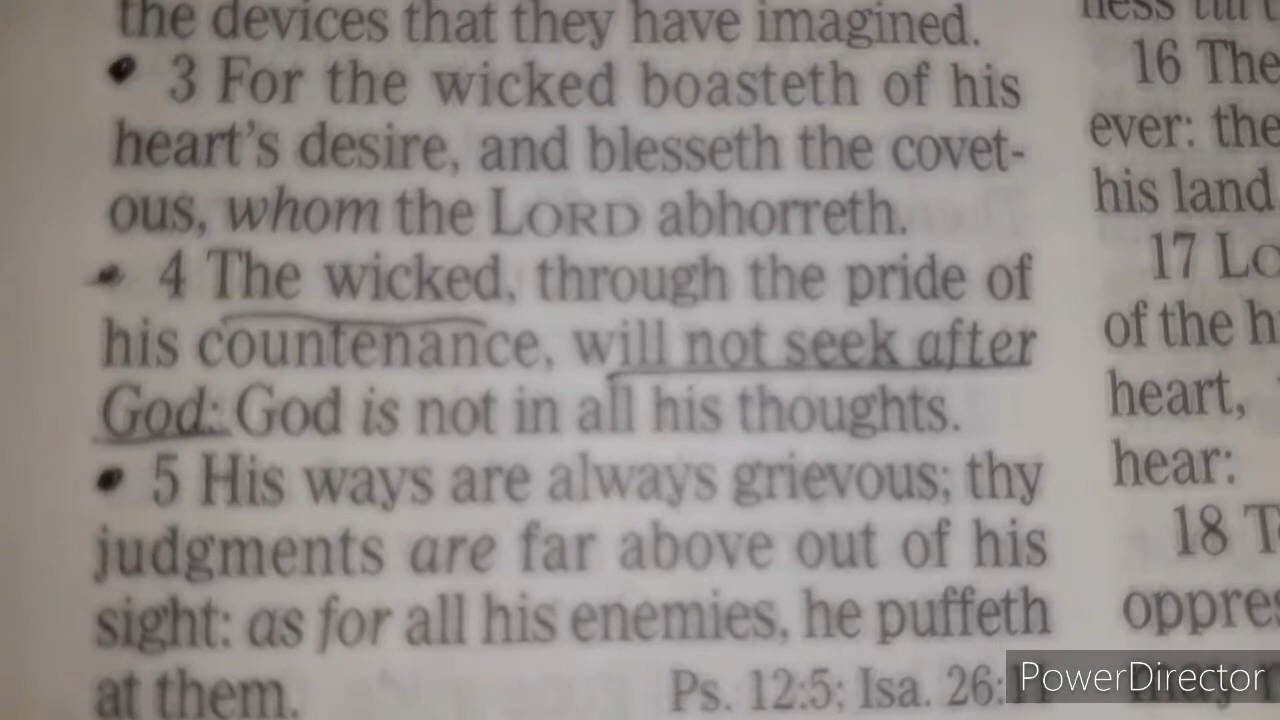 the devices that they have imagined.
3 For the wicked boasteth of his
heart's desire, and blesseth the covet-
ous, whom the LORD abhorreth.
4 The wicked, through the pride of
his countenance, will not seek after
God: God is not in all his thoughts.
5 His ways are always grievous; thy
judgments are far above out of his
sight: as for all his enemies, he puffeth
at them.
Ps. 12:5; Isa. 26:11
16 The
ever: the
his land
17 LO
of the h
heart,
hear:
18 T
oppres
PowerDirector